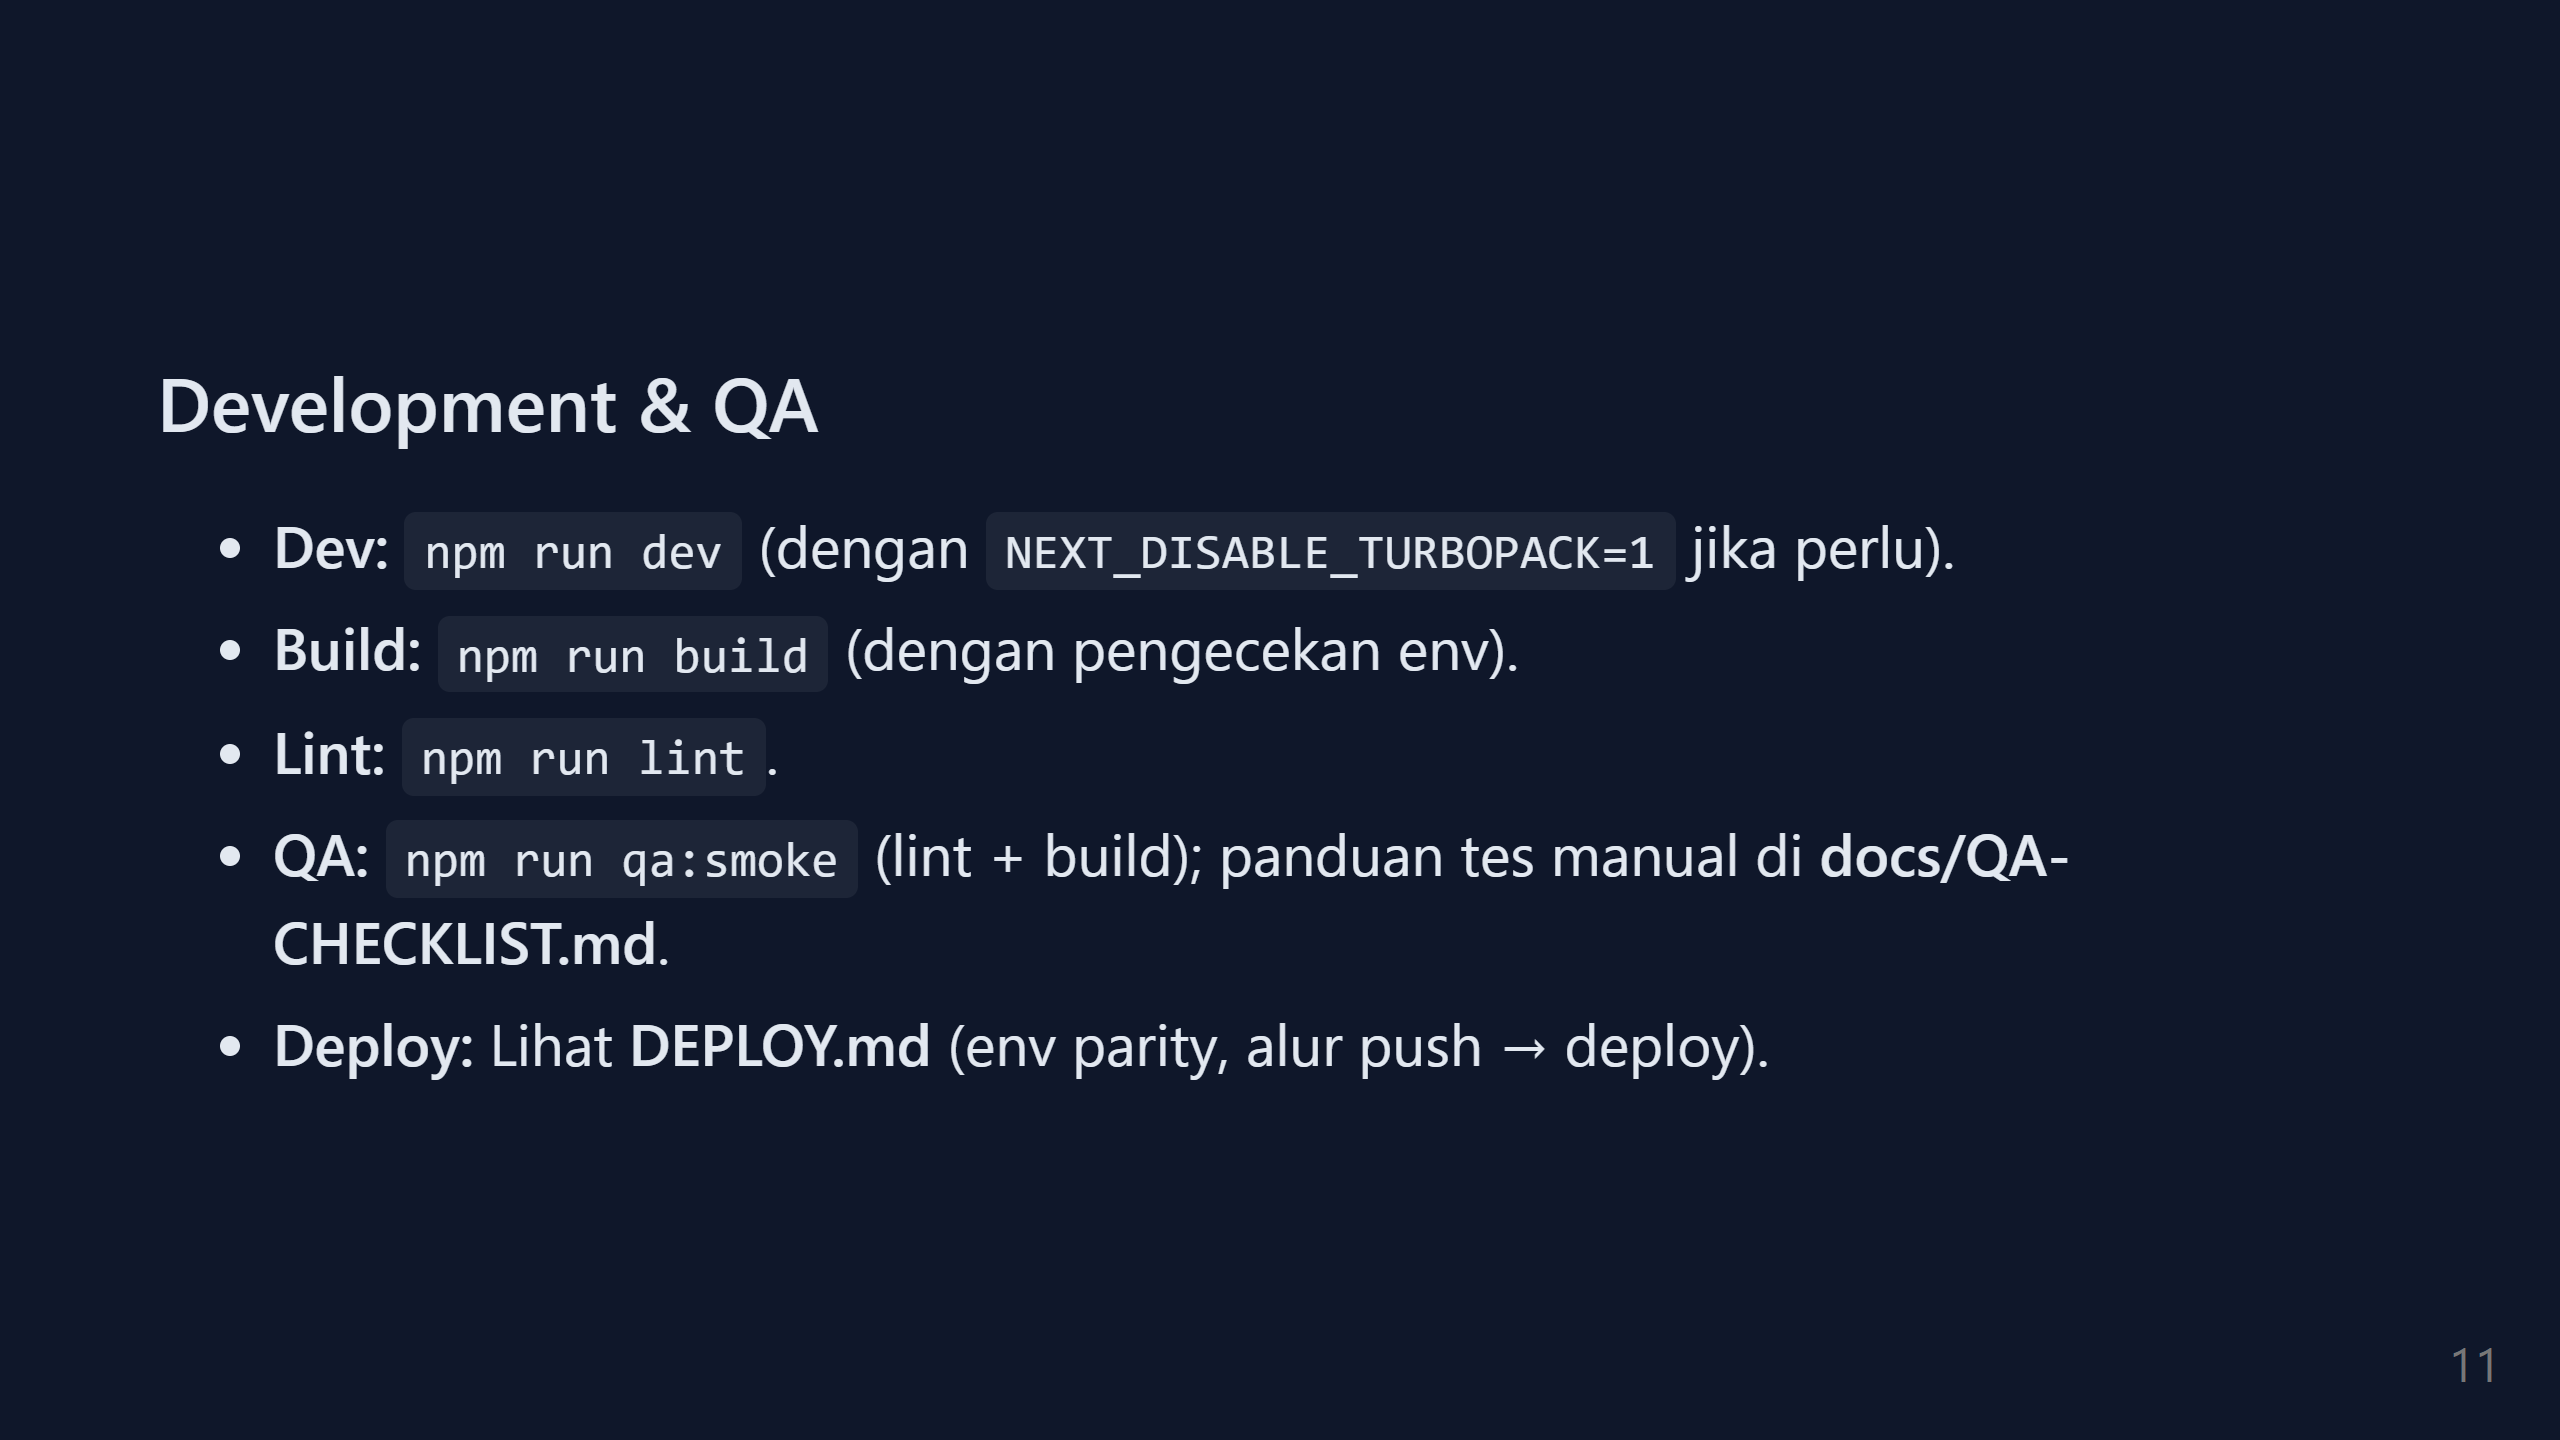 Development & QA
• Dev: npm run dev (dengan NEXT_DISABLE_TURBOPACK=1 jika perlu).
• Build: npm run build (dengan pengecekan env).
• Lint: npm run lint.
• QA: npm run qa:smoke (lint + build); panduan tes manual di docs/QA-
CHECKLIST.md.
• Deploy: Lihat DEPLOY.md (env parity, alur push → deploy).
11